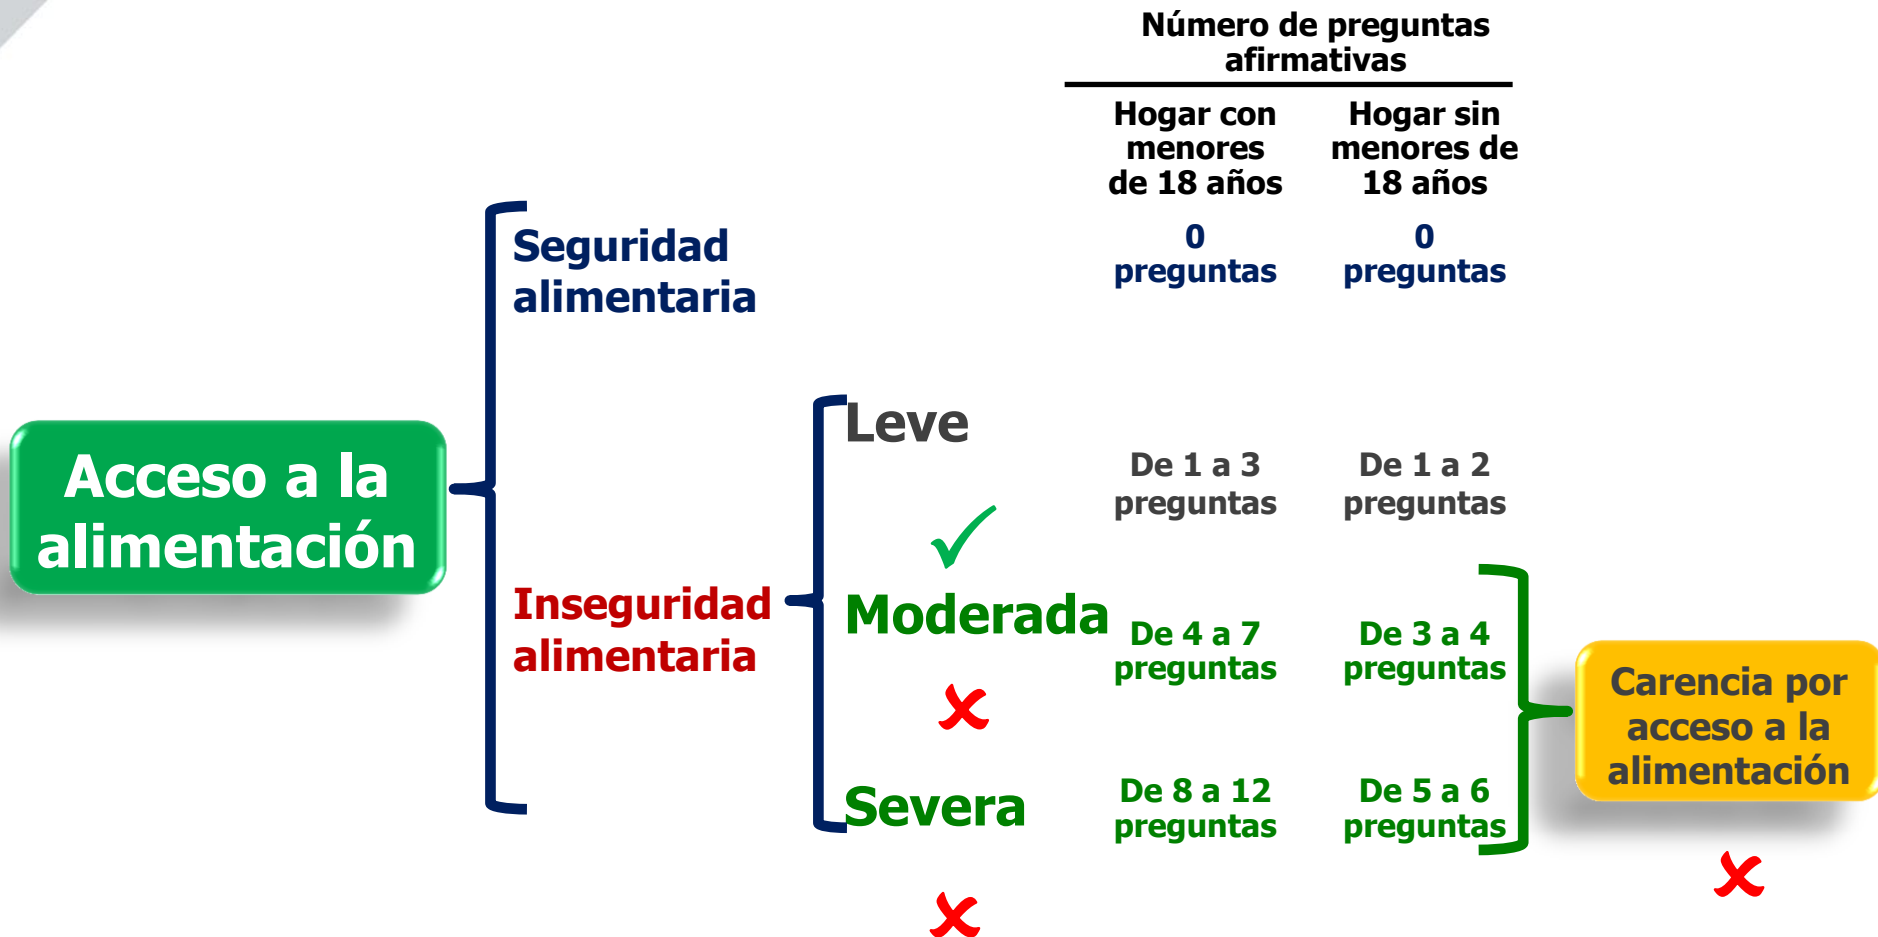 Número de preguntas
afirmativas
Hogar con
menores
de 18 años
Hogar sin
menores de
18 años
Seguridad
alimentaria
0
preguntas
0
preguntas
Acceso a la
alimentación
Inseguridad
alimentaria
Leve
De 1 a 3
preguntas
De 1 a 2
preguntas
Moderada
De 4 a 7
preguntas
De 3 a 4
preguntas
Severa
De 8 a 12
preguntas
De 5 a 6
preguntas
Carencia por
acceso a la
alimentación